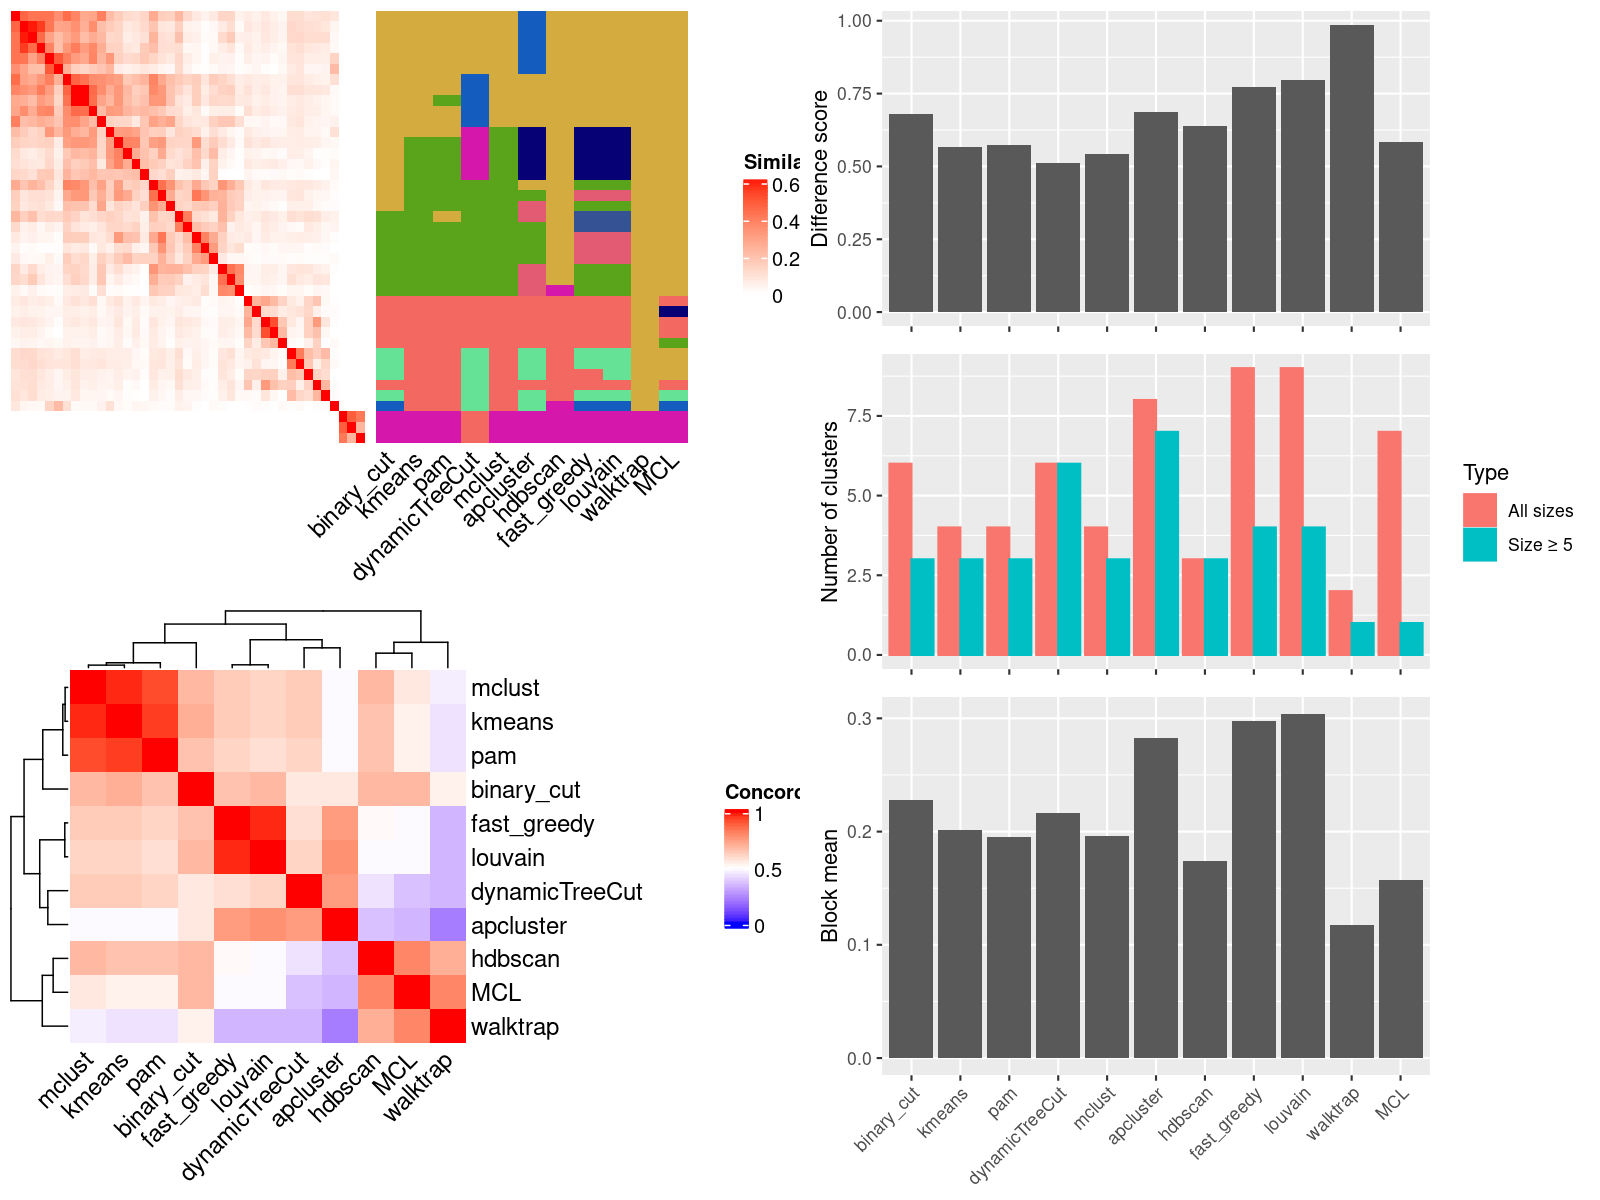 Simila
0.6
0.4
0.2
0
binary_cut
kmeans
pam
dynamicTreeCut
mclust
apcluster
hdbscan
fast_greedy
louvain
walktrap
MCL
mclust
kmeans
pam
binary_cut
fast_greedy
louvain
dynamicTreeCut
apcluster
hdbscan
MCL
walktrap
Concord
1
0.5
0
mclust
kmeans
pam
binary_cut
fast_greedy
louvain
dynamicTreeCut
apcluster
hdbscan
MCL
walktrap
Difference score
1.00
0.75
0.50
0.25
0.00
Number of clusters
7.5
5.0
2.5
0.0
Type
All sizes
Size ≥ 5
Block mean
0.3
0.2
0.1
0.0
binary_cut
kmeans
pam
dynamicTreeCut
mclust
apcluster
hdbscan
fast_greedy
louvain
walktrap
MCL